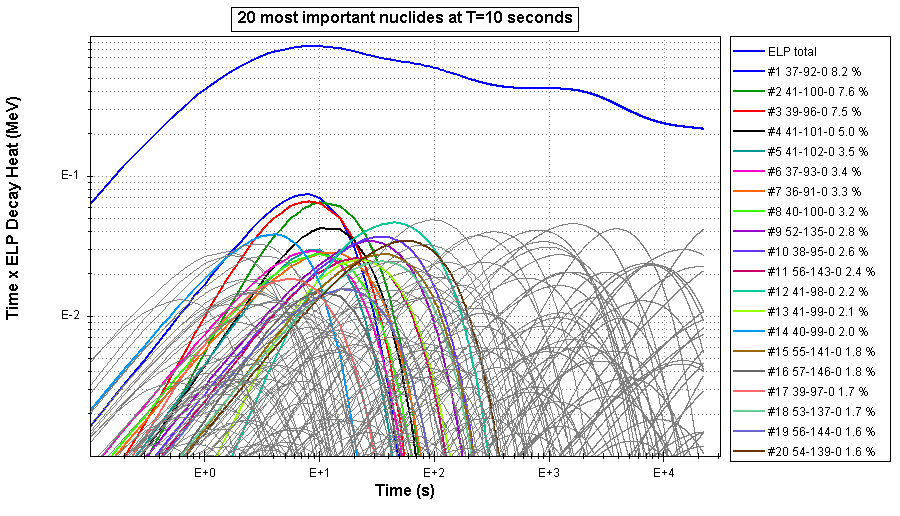 20 most important nuclides at T=10 seconds
Time x ELP Decay Heat (MeV)
E-1
E-2
E+0
E+1
E+2
E+3
E+4
Time (s)
ELP total
#1 37-92-0 8.2 %
#2 41-100-0 7.6 %
#3 39-96-0 7.5 %
#4 41-101-0 5.0 %
#5 41-102-0 3.5 %
#6 37-93-0 3.4 %
#7 36-91-0 3.3 %
#8 40-100-0 3.2 %
#9 52-135-0 2.8 %
#10 38-95-0 2.6 %
#11 56-143-0 2.4 %
#12 41-98-0 2.2 %
#13 41-99-0 2.1 %
#14 40-99-0 2.0 %
#15 55-141-0 1.8 %
#16 57-146-0 1.8 %
#17 39-97-0 1.7 %
#18 53-137-0 1.7 %
#19 56-144-0 1.6 %
#20 54-139-0 1.6 %